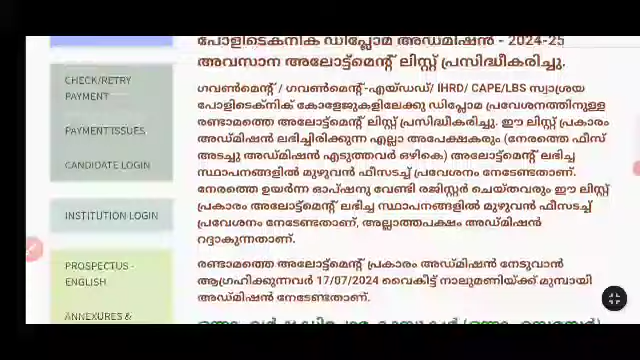 പോളിടെക്നിക് ഡിപ്ലോമ അഡ്മിഷൻ - 2024-25
അവസാന അലോട്ട്മെന്റ് ലിസ്റ്റ് പ്രസിദ്ധീകരിച്ചു.
CHECK/RETRY
PAYMENT
PAYMENT ISSUES
CANDIDATE LOGIN
INSTITUTION LOGIN
PROSPECTUS -
ENGLISH
ANNEXURES &
ഗവൺമെന്റ് / ഗവൺമെന്റ്-എയ്ഡഡ്/ IHRD/ CAPE/LBS സ്വാശ്രയ
പോളിടെക്‌നിക് കോളേജുകളിലേക്കു ഡിപ്ലോമ പ്രവേശനത്തിനുള്ള
രണ്ടാമത്തെ അലോട്ട്മെന്റ് ലിസ്റ്റ് പ്രസിദ്ധീകരിച്ചു. ഈ ലിസ്റ്റ് പ്രകാരം
അഡ്മിഷൻ ലഭിച്ചിരിക്കുന്ന എല്ലാ അപേക്ഷകരും (നേരത്തെ ഫീസ്
അടച്ചു അഡ്മിഷൻ എടുത്തവർ ഒഴികെ) അലോട്ട്മെന്റ് ലഭിച്ച
സ്ഥാപനങ്ങളിൽ മുഴുവൻ ഫീസടച്ച് പ്രവേശനം നേടേണ്ടതാണ്.
നേരത്തെ ഉയർന്ന ഓപ്ഷനു വേണ്ടി രജിസ്റ്റർ ചെയ്തവരും ഈ ലിസ്റ്റ്
പ്രകാരം അലോട്ട്മെന്റ് ലഭിച്ച സ്ഥാപനങ്ങളിൽ മുഴുവൻ ഫീസടച്ച്
പ്രവേശനം നേടേണ്ടതാണ്, അല്ലാത്തപക്ഷം അഡ്മിഷൻ
റദ്ദാകുന്നതാണ്.
രണ്ടാമത്തെ അലോട്ട്മെന്റ് പ്രകാരം അഡ്മിഷൻ നേടുവാൻ
ആഗ്രഹിക്കുന്നവർ 17/07/2024 വൈകീട്ട് നാലുമണിയ്ക്ക് മുമ്പായി
അഡ്മിഷൻ നേടേണ്ടതാണ്.